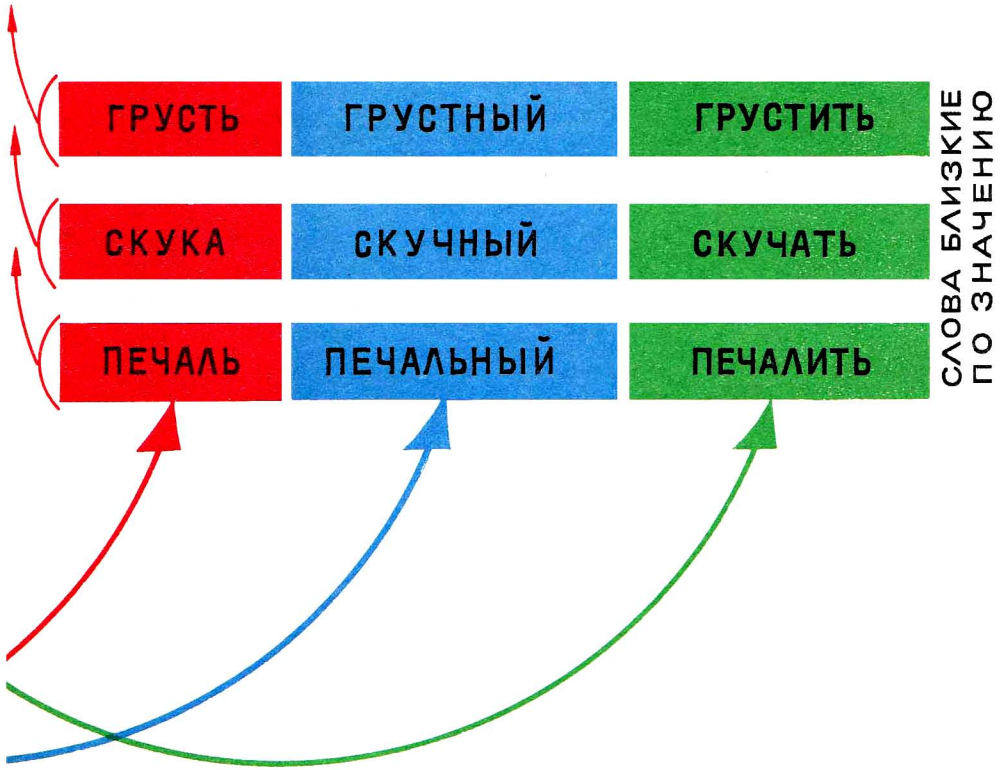 ГРУСТЬ ГРУСТНЫЙ ГРУСТИТЬ
СКУКА СКУЧНЫЙ СКУЧАТЬ
ПЕЧАЛЬ ПЕЧАЛЬНЫЙ ПЕЧАЛИТЬ
СЛОВА БЛИЗКИЕ
ПО ЗНАЧЕНИЮ